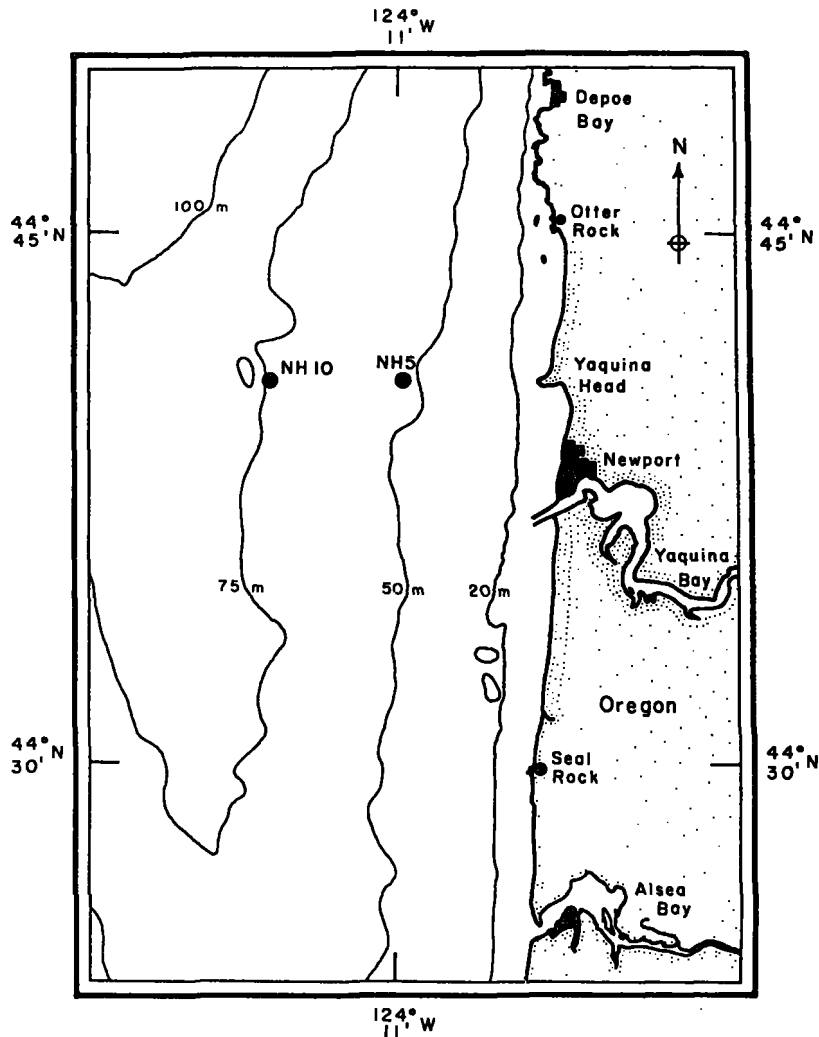 124°
11' W
Depoe
Bay
N
100 m
44°
45' N
Otter
Rock
44°
45' N
NH 10
NH5
Yaquina
Head
Newport
Yaquina
Bay
75 m
50 m
20 m
Oregon
44°
30' N
Seal
Rock
44°
30' N
Alsea
Bay
124°
11' W